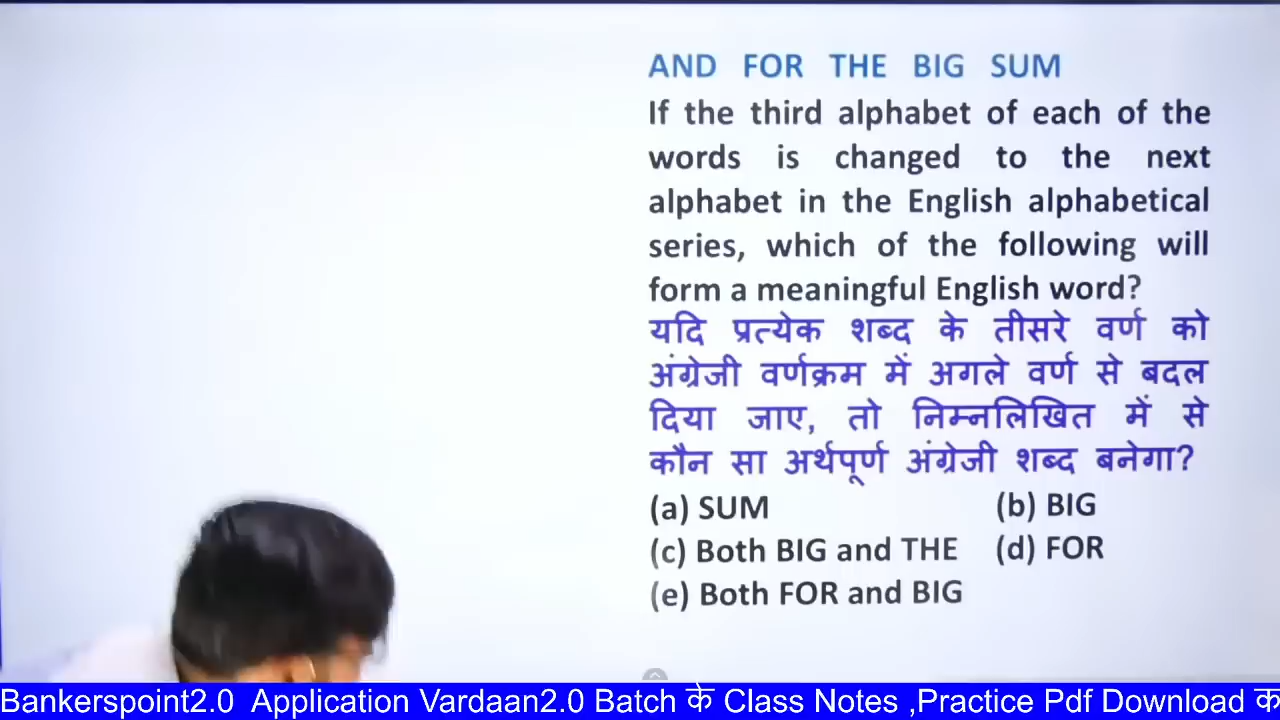 AND FOR THE BIG SUM
If the third alphabet of each of the
words is changed to the next
alphabet in the English alphabetical
series, which of the following will
form a meaningful English word?
यदि प्रत्येक शब्द के तीसरे वर्ण को
अंग्रेजी वर्णक्रम में अगले वर्ण से बदल
दिया जाए, तो निम्नलिखित में से
कौन सा अर्थपूर्ण अंग्रेजी शब्द बनेगा?
(a) SUM (b) BIG
(c) Both BIG and THE (d) FOR
(e) Both FOR and BIG
Bankerspoint2.0 Application Vardaan2.0 Batch के Class Notes ,Practice Pdf Download क